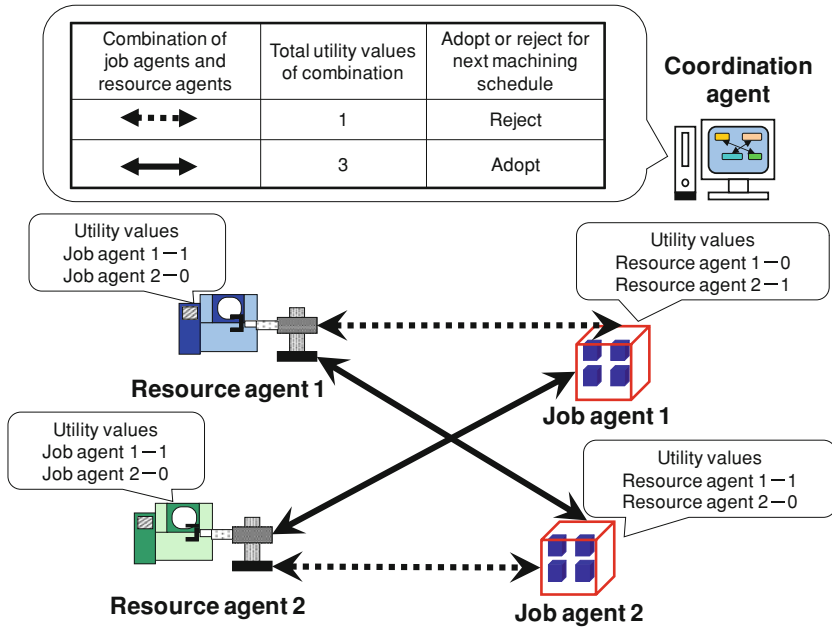 Combination of
job agents and
resource agents
Total utility values
of combination
Adopt or reject for
next machining
schedule
1
Reject
3
Adopt
Coordination
agent
Utility values
Job agent 1－1
Job agent 2－0
Utility values
Resource agent 1－0
Resource agent 2－1
Resource agent 1
Job agent 1
Utility values
Job agent 1－1
Job agent 2－0
Utility values
Resource agent 1－1
Resource agent 2－0
Resource agent 2
Job agent 2